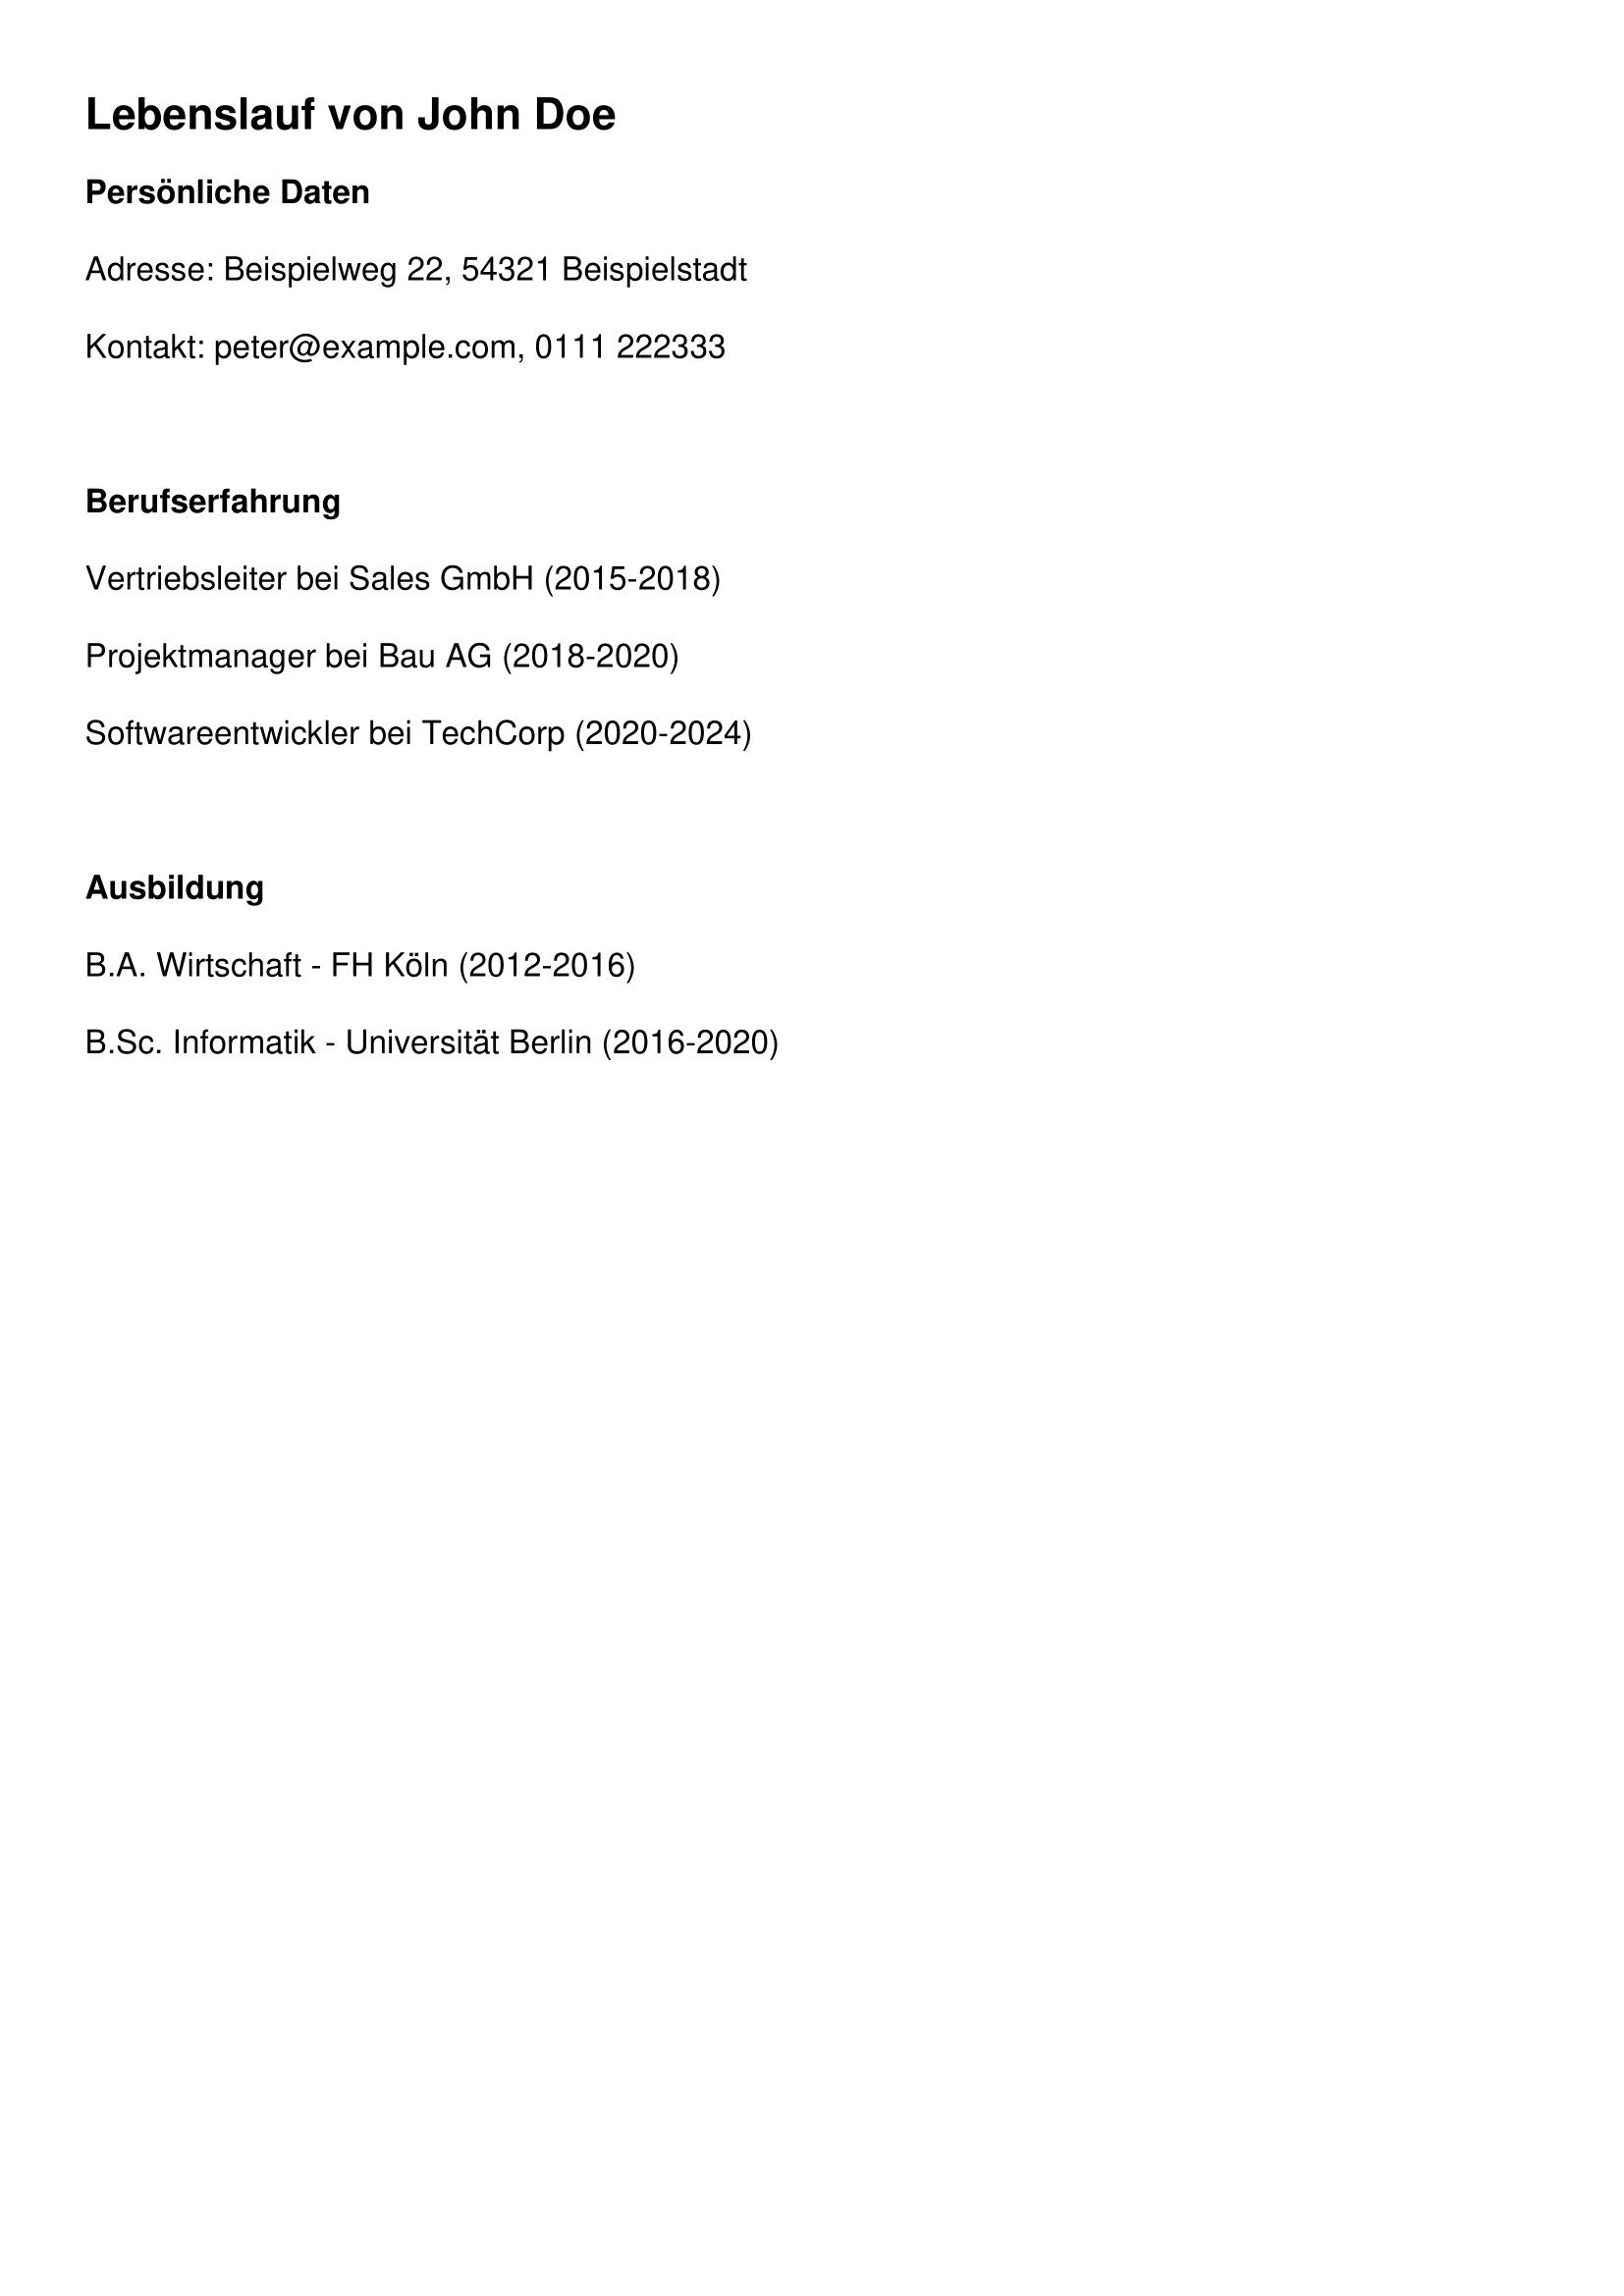 Lebenslauf von John Doe
Persönliche Daten
Adresse: Beispielweg 22, 54321 Beispielstadt
Kontakt: peter@example.com, 0111 222333
Berufserfahrung
Vertriebsleiter bei Sales GmbH (2015-2018)
Projektmanager bei Bau AG (2018-2020)
Softwareentwickler bei TechCorp (2020-2024)
Ausbildung
B.A. Wirtschaft - FH Köln (2012-2016)
B.Sc. Informatik - Universität Berlin (2016-2020)